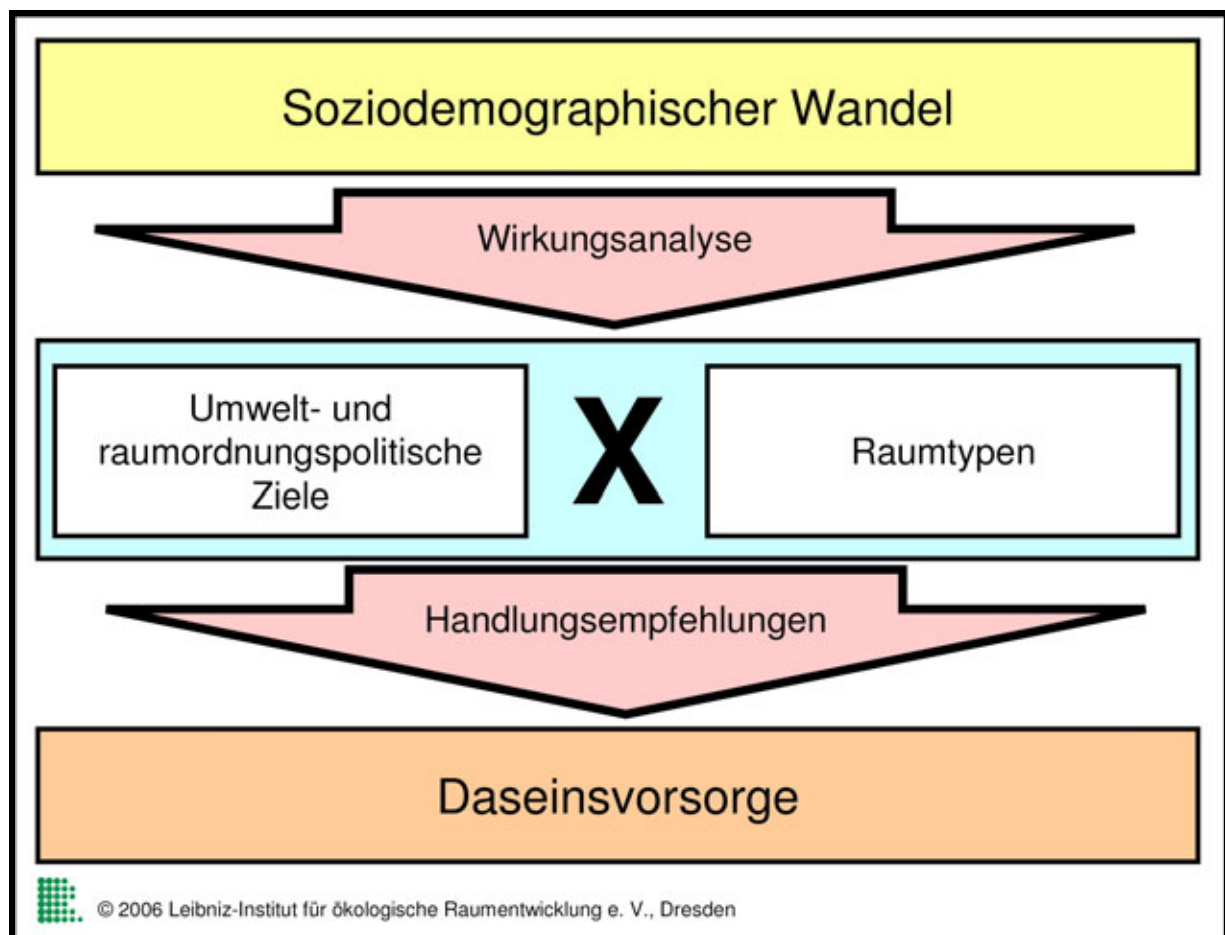 Soziodemographischer Wandel
Wirkungsanalyse
Umwelt- und
raumordnungspolitische
Ziele
X
Raumtypen
Handlungsempfehlungen
Daseinsvorsorge
© 2006 Leibniz-Institut für ökologische Raumentwicklung e. V., Dresden